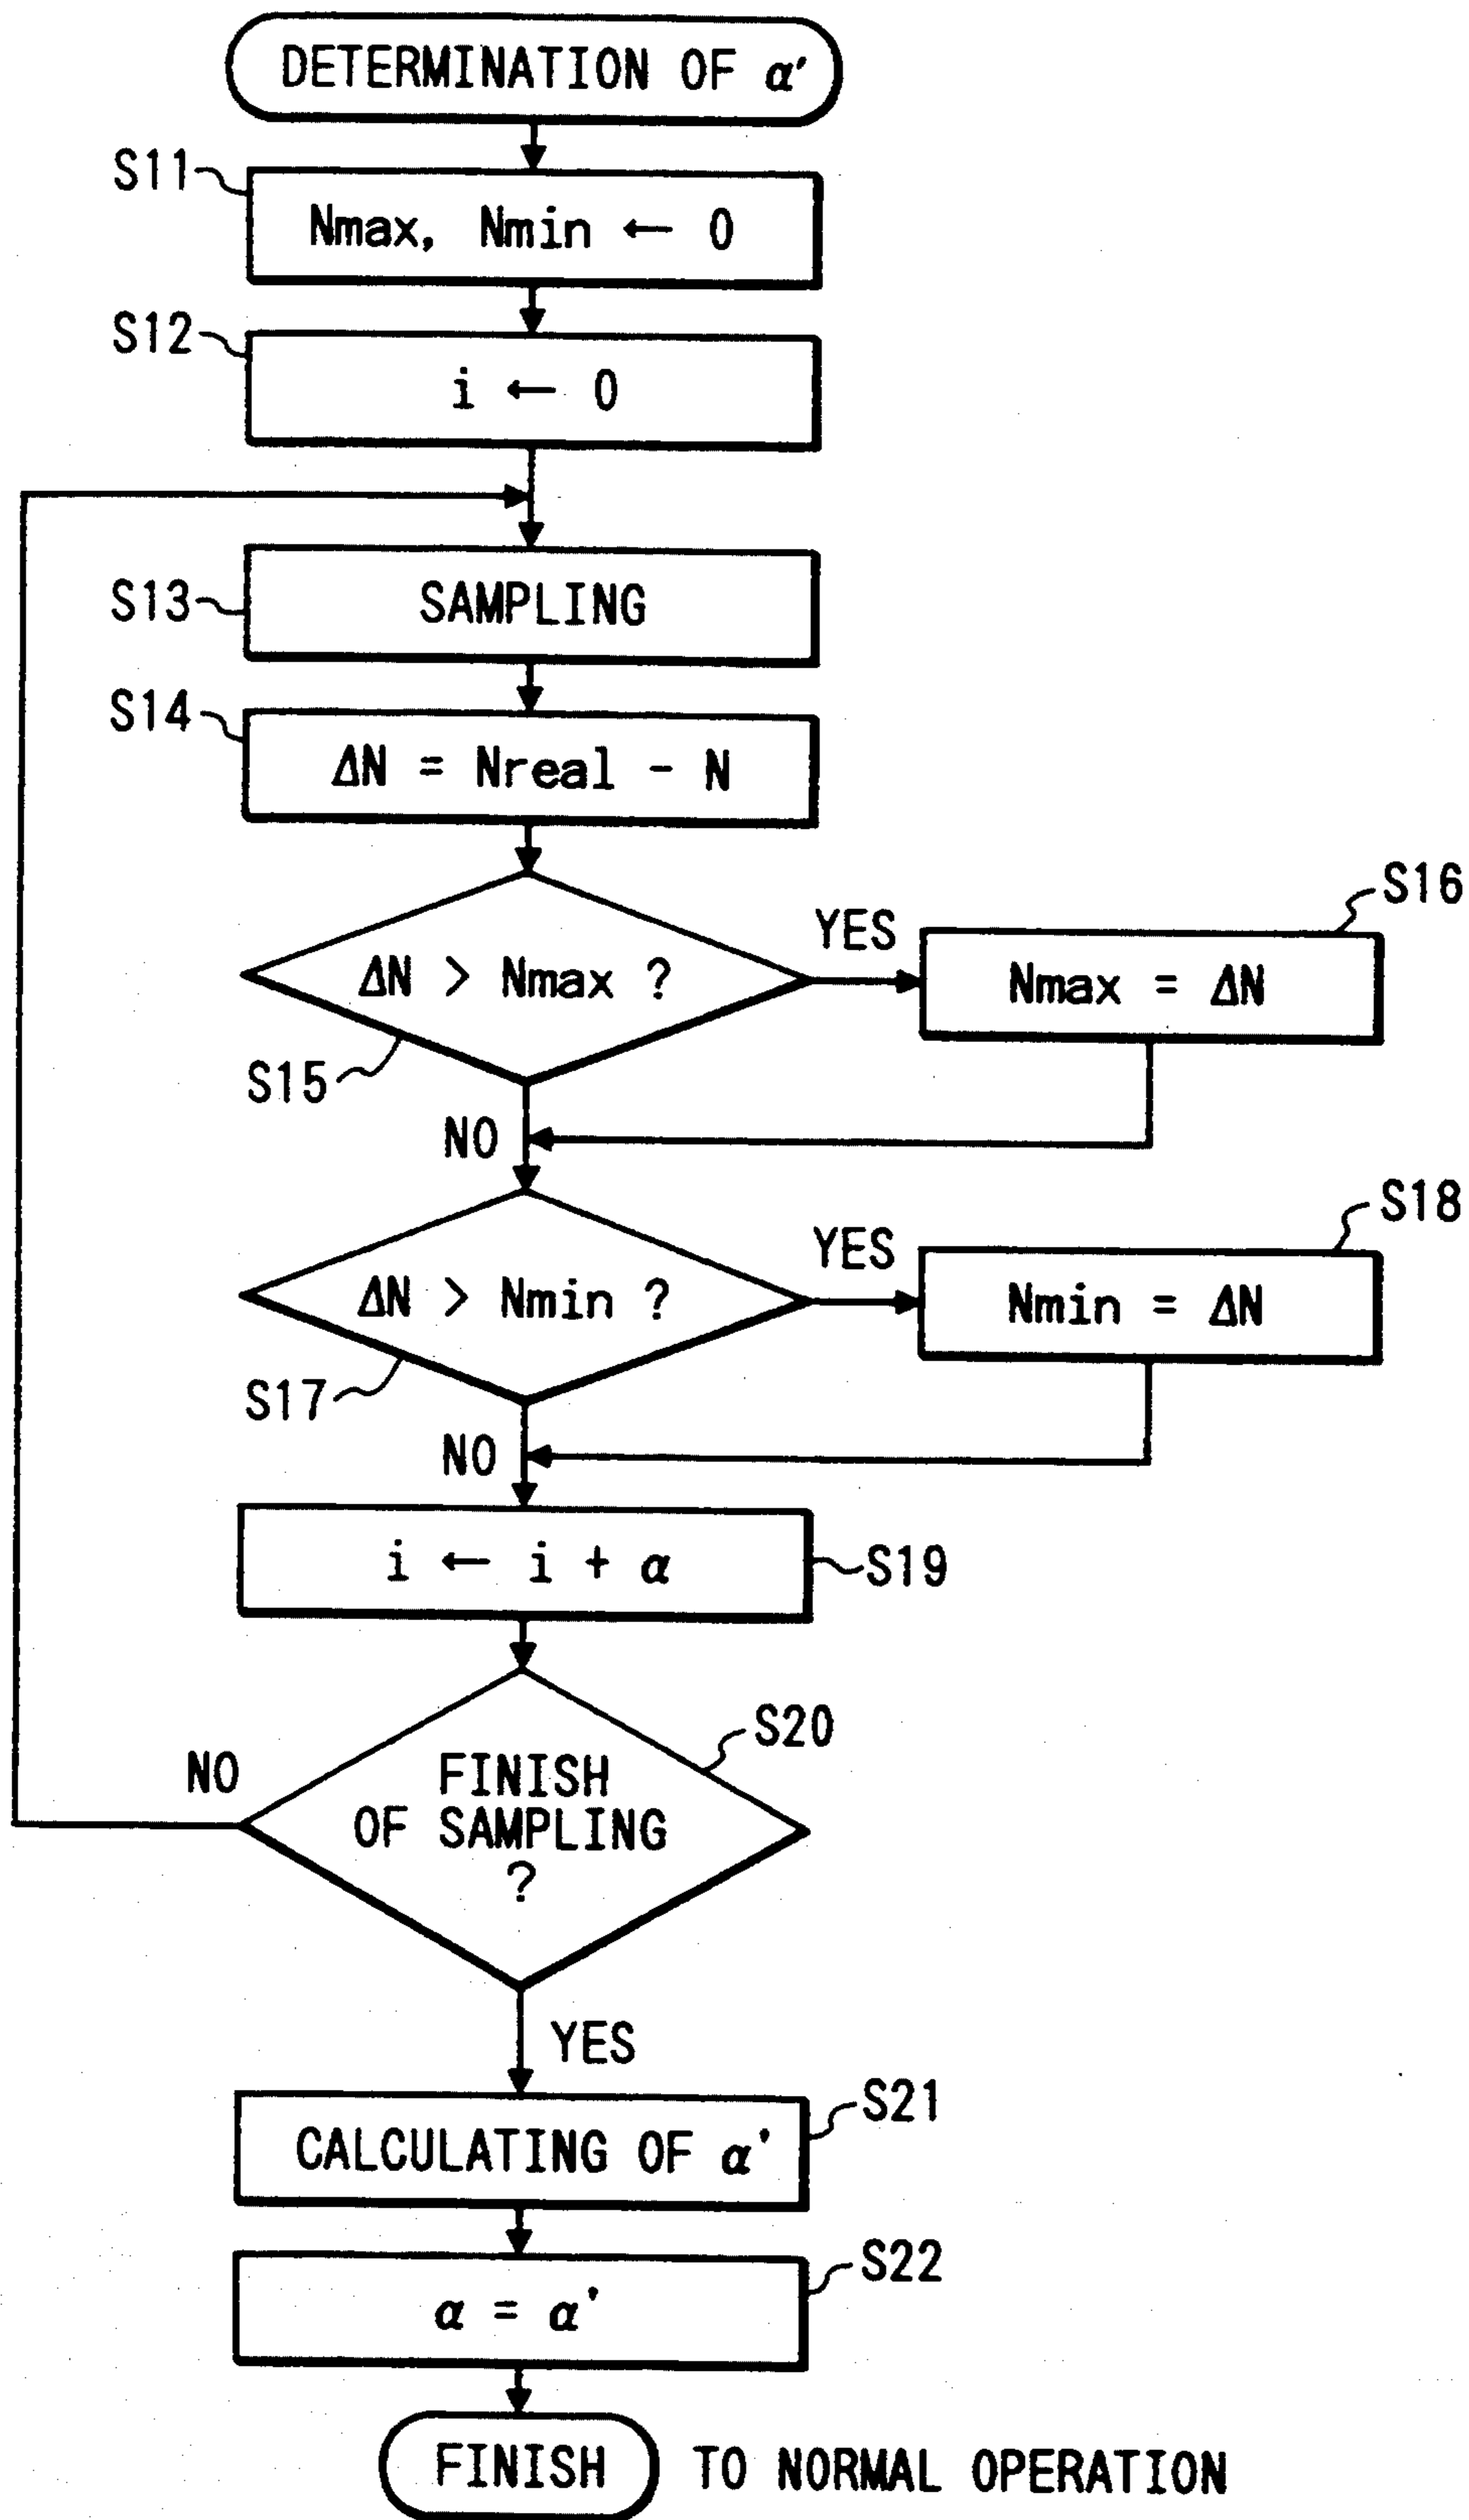 DETERMINATION OF α'
S11
Nmax, Nmin ← 0
S12
i ← 0
S13
SAMPLING
S14
ΔN = Nreal - N
ΔN > Nmax ?
YES
S16
Nmax = ΔN
S15
NO
ΔN > Nmin ?
YES
S18
Nmin = ΔN
S17
NO
i ← i + α
S19
S20
NO
FINISH
OF SAMPLING
?
YES
S21
CALCULATING OF α'
S22
α = α'
FINISH TO NORMAL OPERATION